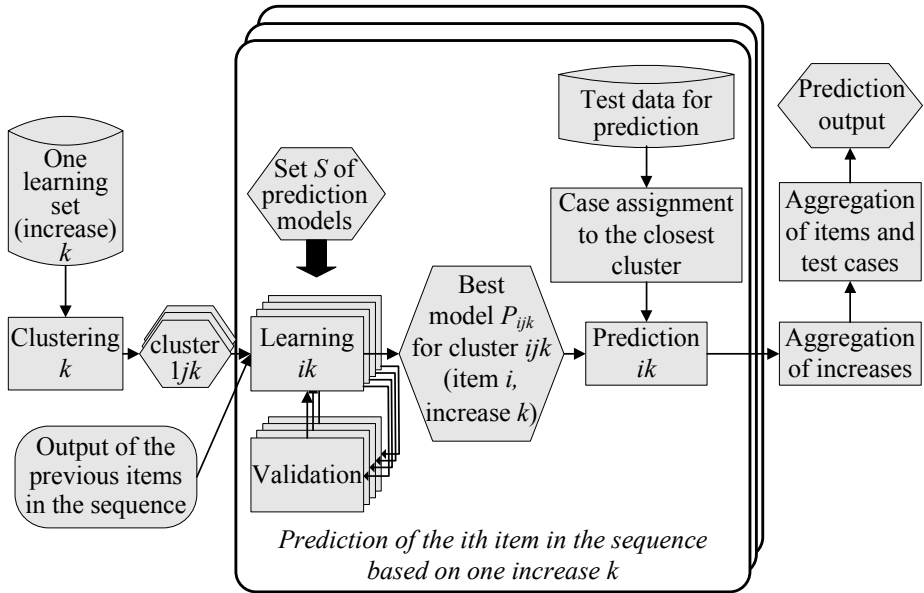 One
learning
set
(increase)
k
Clustering
k
cluster
1jk
Output of the
previous items
in the sequence
Set S of
prediction
models
Learning
ik
Validation
Best
model Pijk
for cluster ijk
(item i,
increase k)
Test data for
prediction
Case assignment
to the closest
cluster
Prediction
ik
Prediction of the ith item in the sequence
based on one increase k
Prediction
output
Aggregation
of items and
test cases
Aggregation
of increases